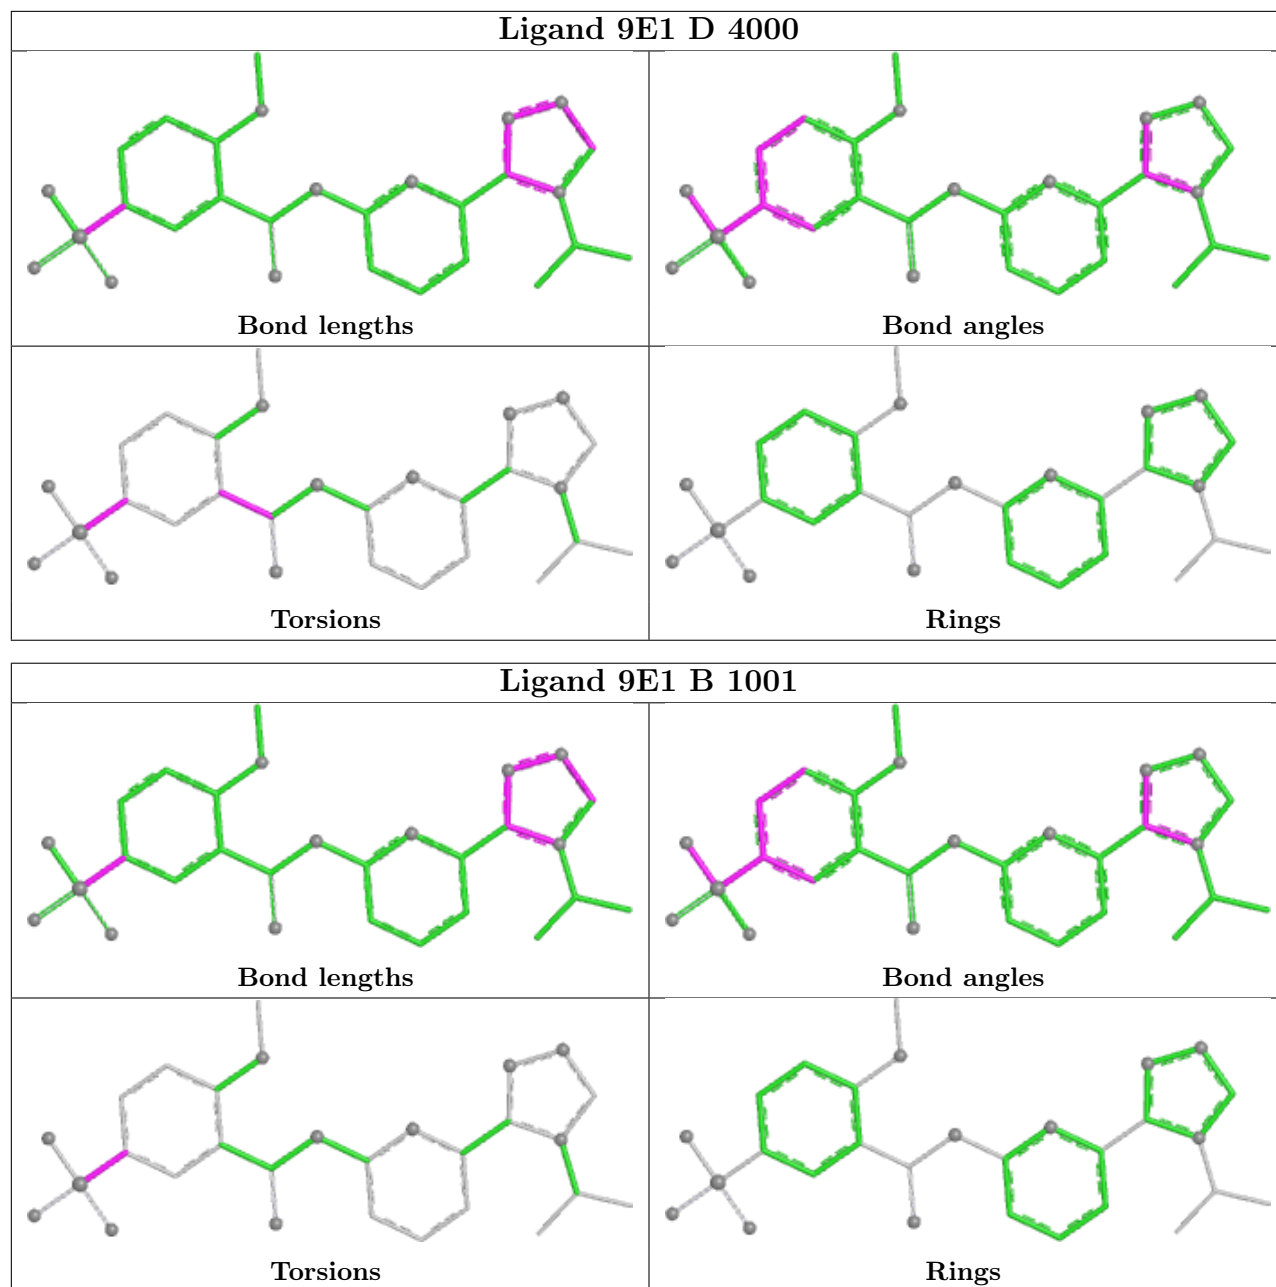 Ligand 9E1 D 4000
Bond lengths
Bond angles
Torsions
Rings
Ligand 9E1 B 1001
Bond lengths
Bond angles
Torsions
Rings